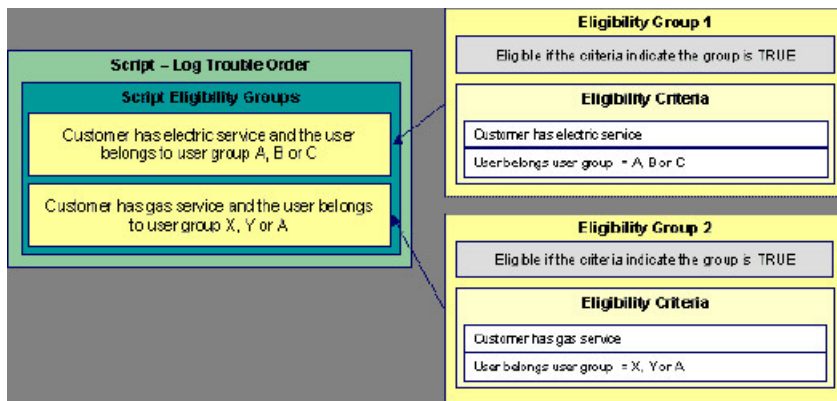 Script – Log Trouble Order
Script Eligibility Groups
Customer has electric service and the user
belongs to user group A, B or C
Customer has gas service and the user belongs
to user group X, Y or A
Eligibility Group 1
Eligible if the criteria indicate the group is TRUE
Eligibility Criteria
Customer has electric service
User belongs user group = A, B or C
Eligibility Group 2
Eligible if the criteria indicate the group is TRUE
Eligibility Criteria
Customer has gas service
User belongs user group = X, Y or A